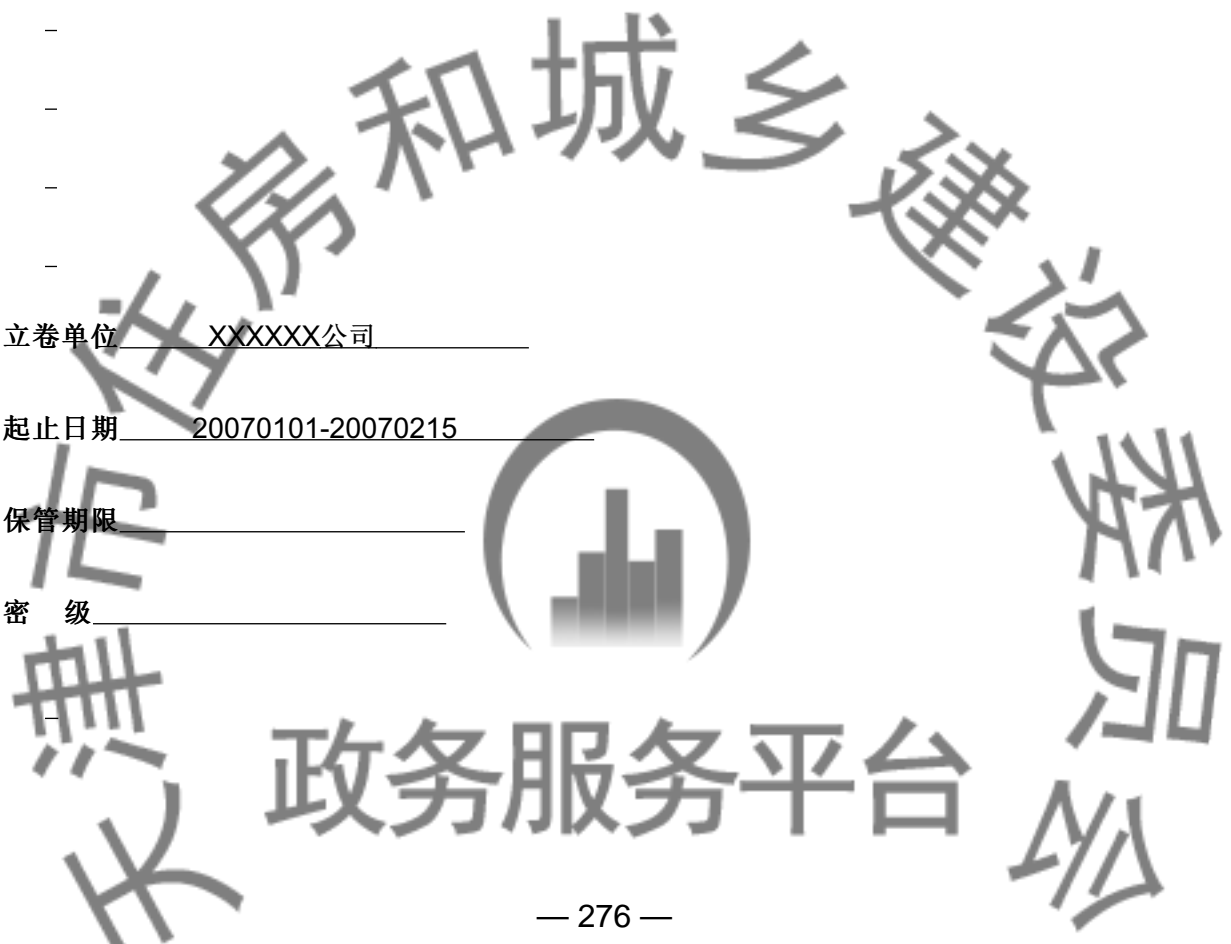 天津市住房和城乡建设委员会
立卷单位 XXXXXX公司
起止日期 20070101-20070215
保管期限
密 级
政务服务平台
— 276 —